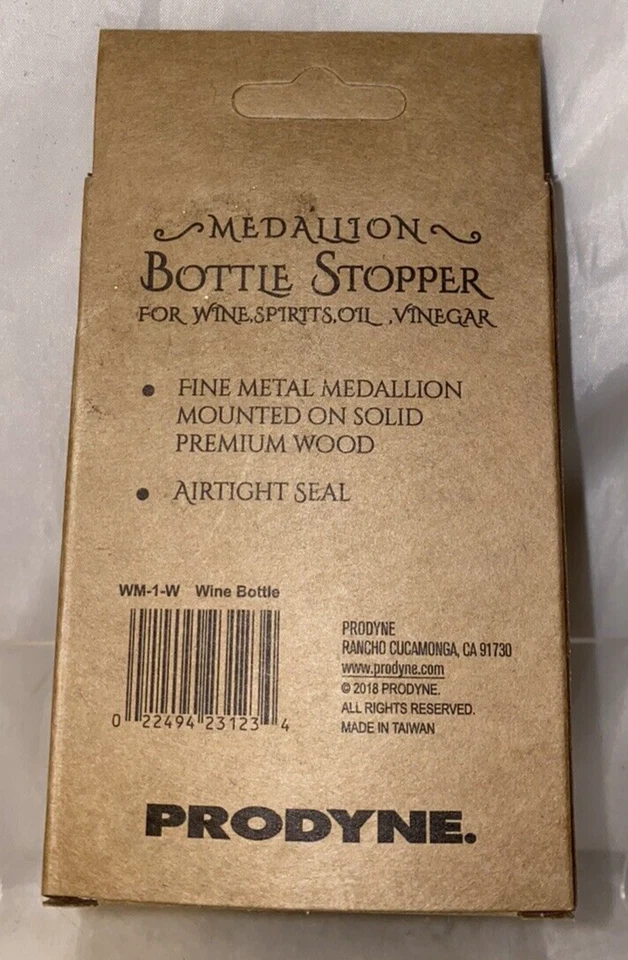 MEDALLION
BOTTLE STOPPER
FOR WINE,SPIRITS,OIL ,VINEGAR
• FINE METAL MEDALLION
MOUNTED ON SOLID
PREMIUM WOOD
• AIRTIGHT SEAL
WM-1-W Wine Bottle
0 22494 23123 4
PRODYNE
RANCHO CUCAMONGA, CA 91730
www.prodyne.com
© 2018 PRODYNE.
ALL RIGHTS RESERVED.
MADE IN TAIWAN
PRODYNE.